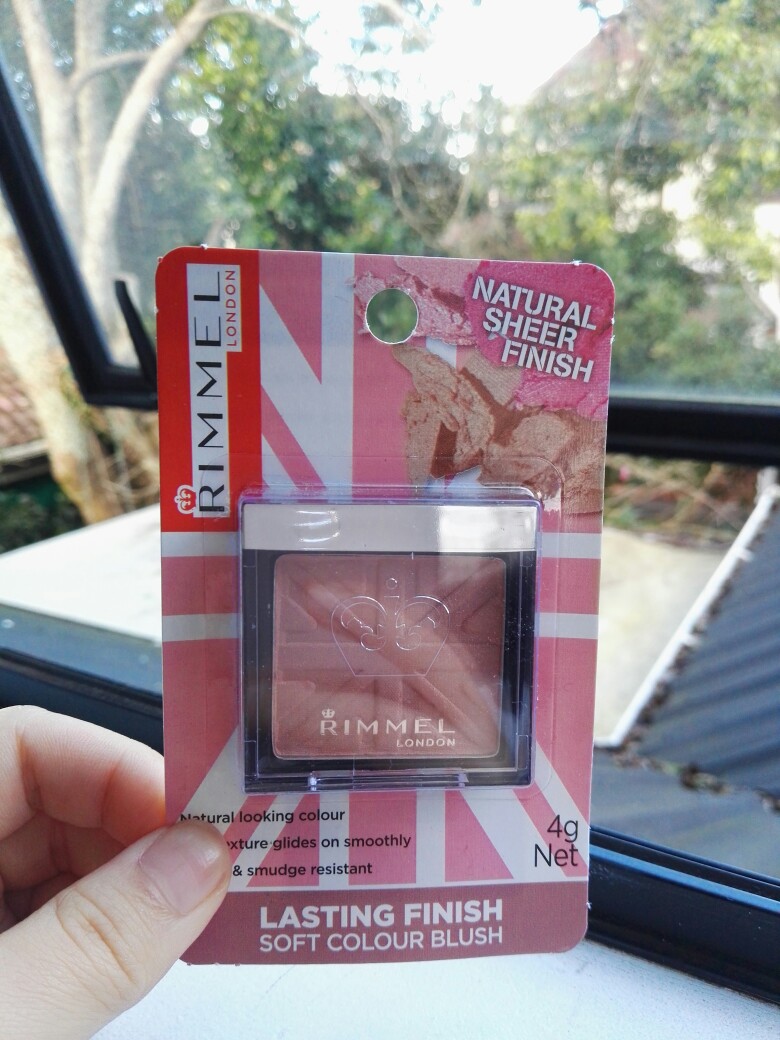 RIMMEL
LONDON
NATURAL
SHEER
FINISH
RIMMEL
LONDON
Natural looking colour
exture glides on smoothly
& smudge resistant
4g
Net
LASTING FINISH
SOFT COLOUR BLUSH